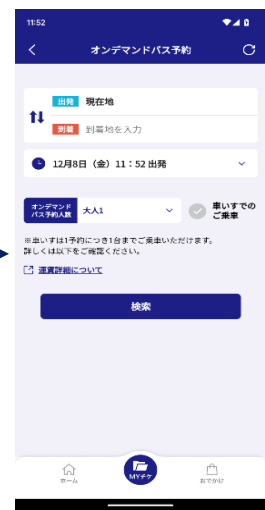 11:52
オンデマンドバス予約
出発 現在地
到着 到着地を入力
12月8日（金）11：52 出発
オンデマンド
バス予約人数
大人1
車いすでの
ご乗車
※車いすは1予約につき1台までご乗車いただけます。
詳しくは以下をご確認ください。
運賃詳細について
検索
ホーム
MYチケ
おでかけ